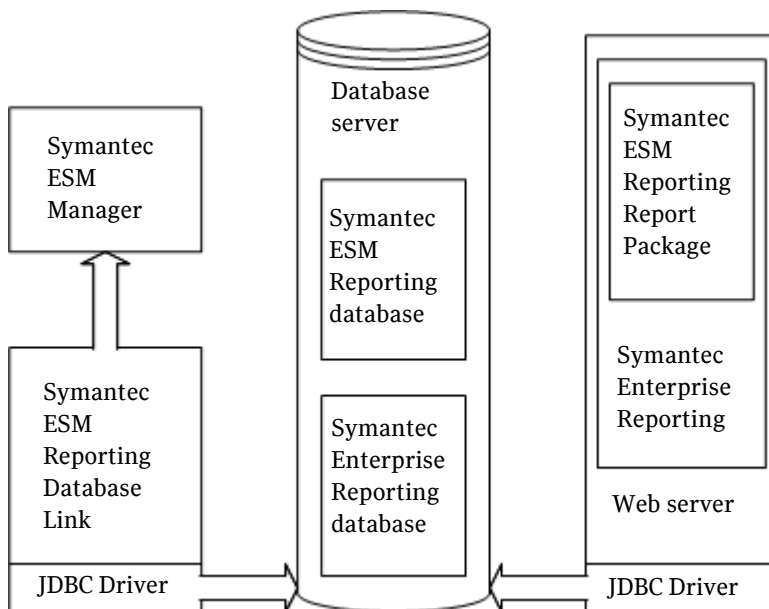 Symantec
ESM
Manager
Symantec
ESM
Reporting
Database
Link
JDBC Driver
Database
server
Symantec
ESM
Reporting
database
Symantec
Enterprise
Reporting
database
Symantec
ESM
Reporting
Report
Package
Symantec
Enterprise
Reporting
Web server
JDBC Driver